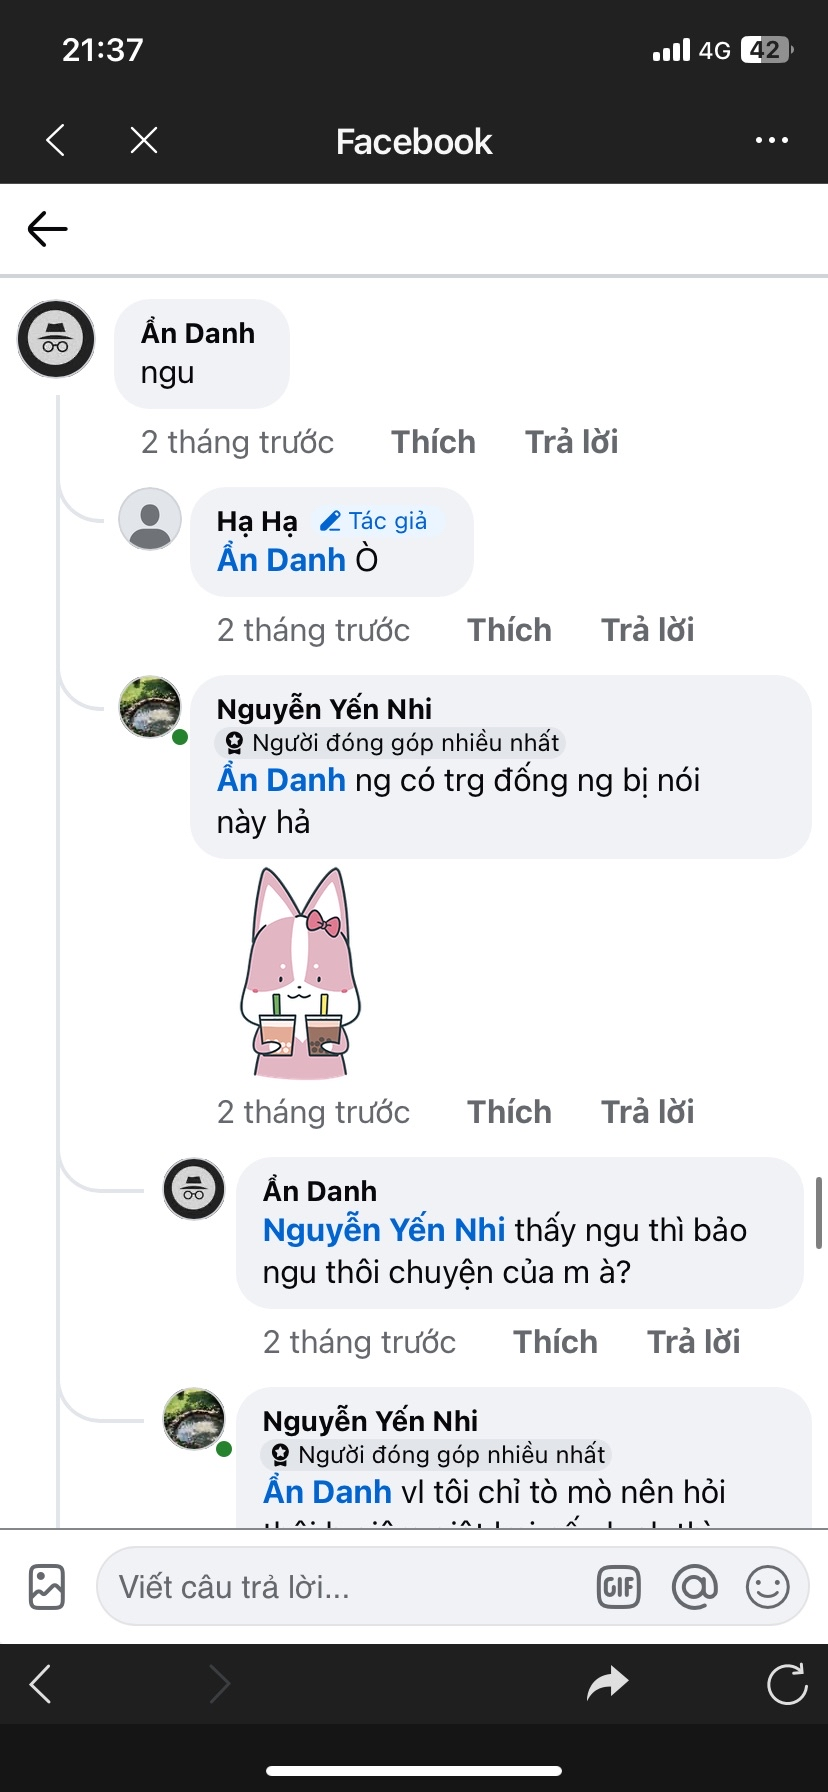 21:37
4G 42
Facebook
Ẩn Danh
ngu
2 tháng trước Thích Trả lời
Hạ Hạ Tác giả
Ẩn Danh Ò
2 tháng trước Thích Trả lời
Nguyễn Yến Nhi
Người đóng góp nhiều nhất
Ẩn Danh ng có trg đống ng bị nói
này hả
2 tháng trước Thích Trả lời
Ẩn Danh
Nguyễn Yến Nhi thấy ngu thì bảo
ngu thôi chuyện của m à?
2 tháng trước Thích Trả lời
Nguyễn Yến Nhi
Người đóng góp nhiều nhất
Ẩn Danh vl tôi chỉ tò mò nên hỏi
Viết câu trả lời...
GIF